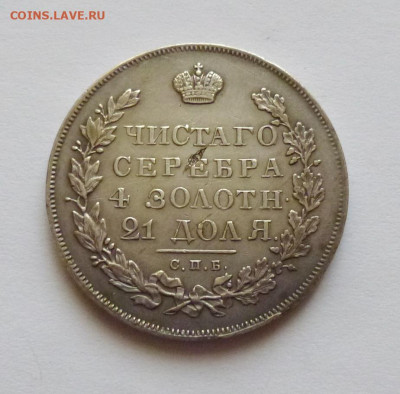 COINS.LAVE.RU
ЧИСТАГО
СЕРЕБРА
4 ЗОЛОТН.
21 ДОЛЯ.
С.П.Б.